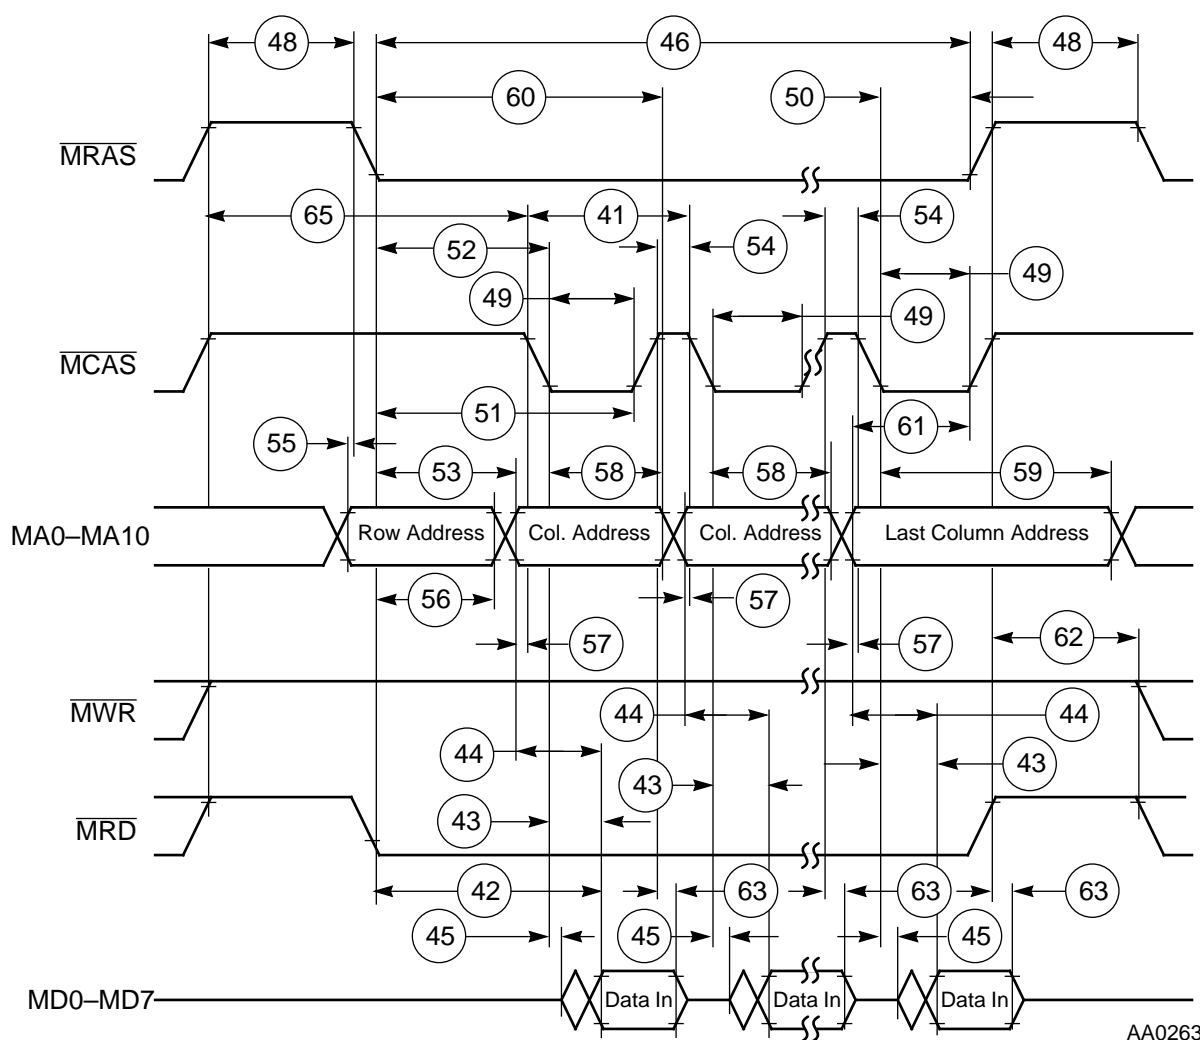 48
46
48
60
50
MRAS
65
41
54
52
54
49
49
49
MCAS
51
61
55
53
58
58
59
MA0–MA10
Row Address
Col. Address
Col. Address
Last Column Address
56
57
57
57
62
MWR
44
44
44
43
43
43
MRD
42
63
63
63
45
45
45
MD0–MD7
Data In
Data In
Data In
AA0263